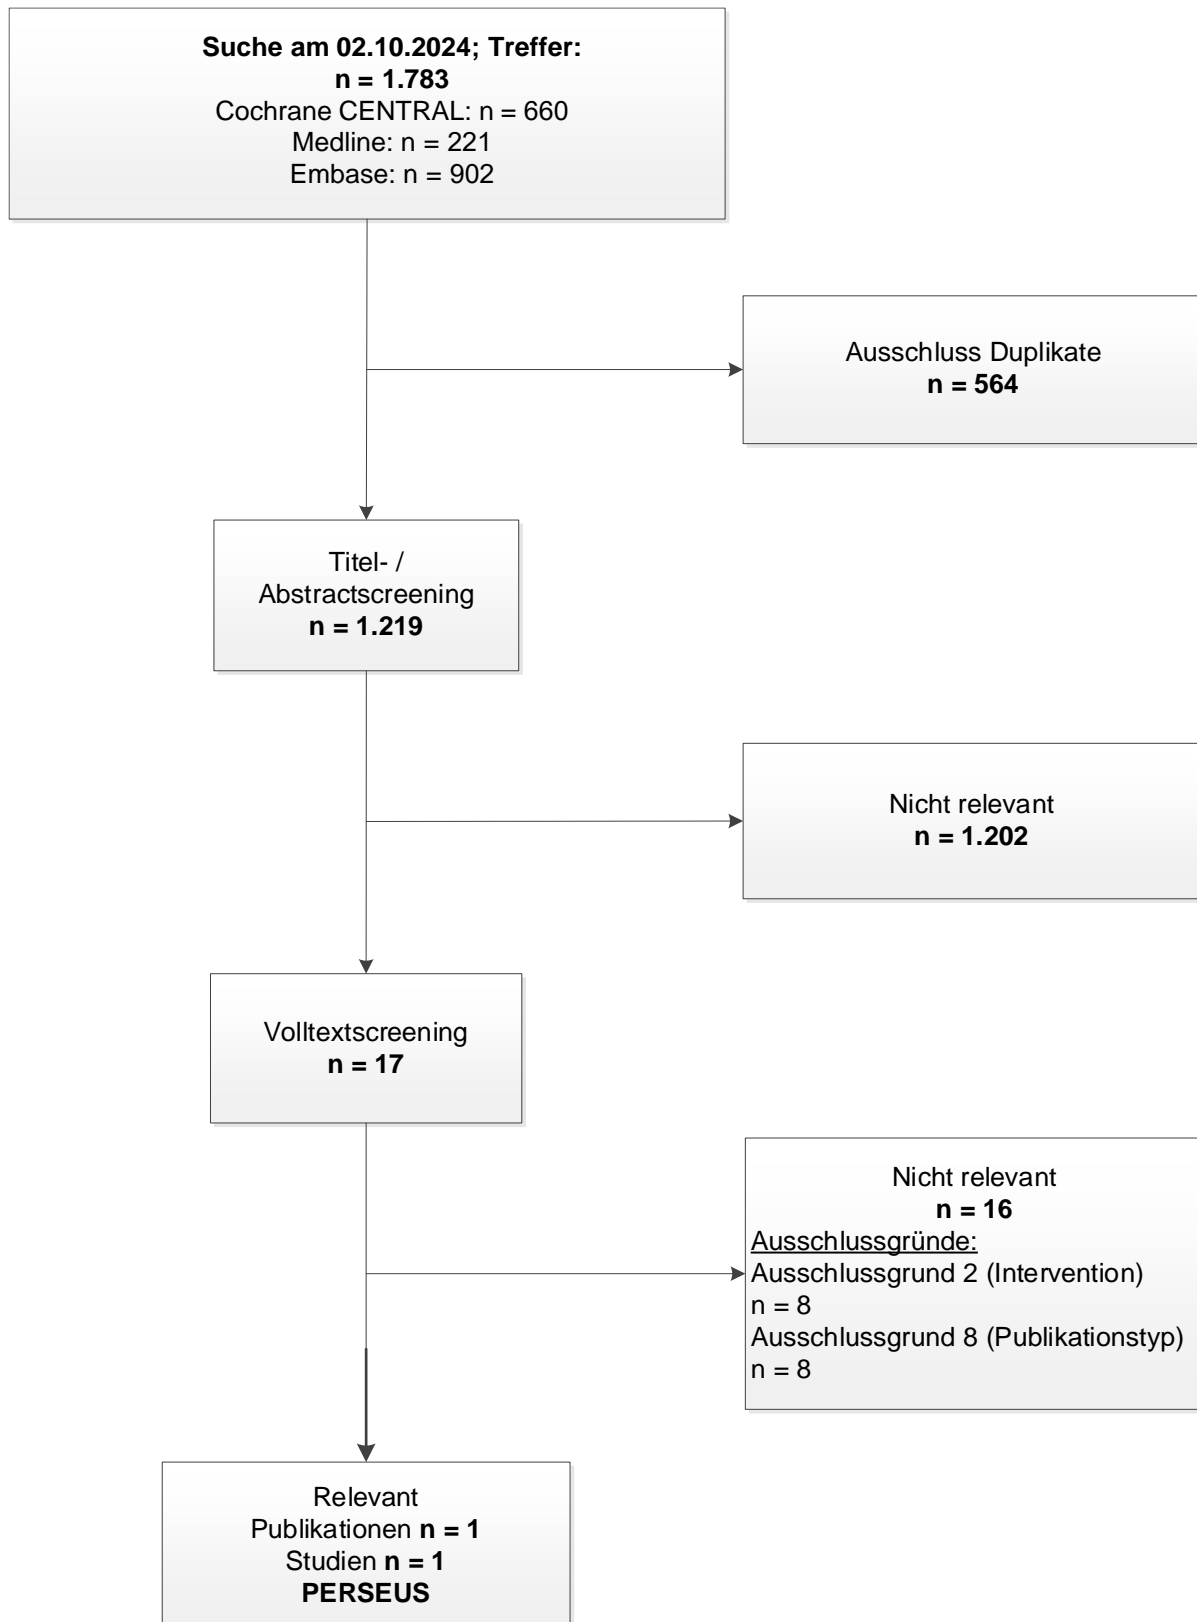 Suche am 02.10.2024; Treffer:
n = 1.783
Cochrane CENTRAL: n = 660
Medline: n = 221
Embase: n = 902
Ausschluss Duplikate
n = 564
Titel- /
Abstractscreening
n = 1.219
Nicht relevant
n = 1.202
Volltextscreening
n = 17
Nicht relevant
n = 16
Ausschlussgründe:
Ausschlussgrund 2 (Intervention)
n = 8
Ausschlussgrund 8 (Publikationstyp)
n = 8
Relevant
Publikationen n = 1
Studien n = 1
PERSEUS